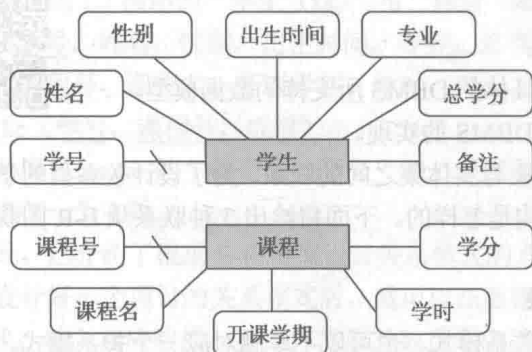 性别 出生时间 专业
姓名 总学分
学号 学生 备注
课程号 课程 学分
课程名 学时
开课学期